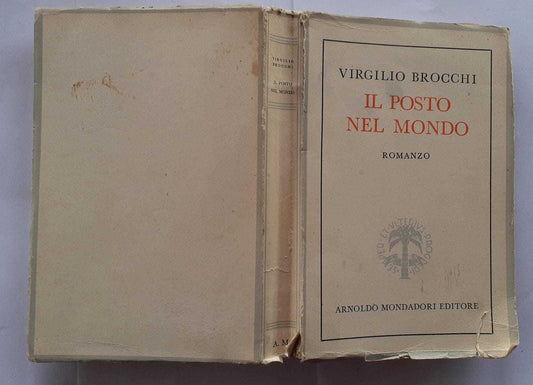 VIRGILIO
BROCCHI
IL POSTO
NEL MONDO
A. M
VIRGILIO BROCCHI
IL POSTO
NEL MONDO
ROMANZO
ARNOLDO MONDADORI EDITORE